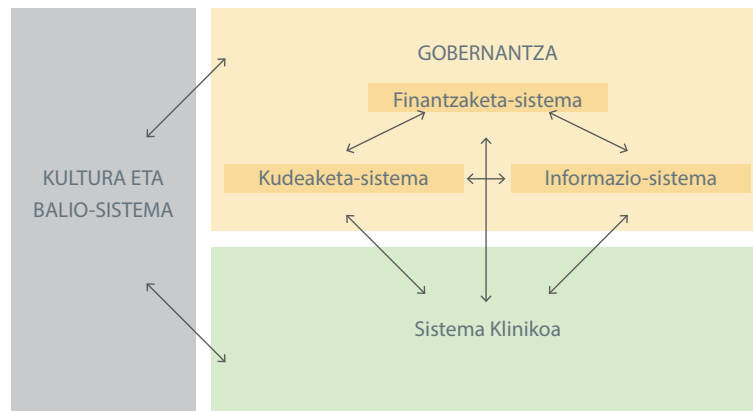 GOBERNANTZA
Finantzaketa-sistema
KULTURA ETA
BALIO-SISTEMA
Kudeaketa-sistema
Informazio-sistema
Sistema Klinikoa